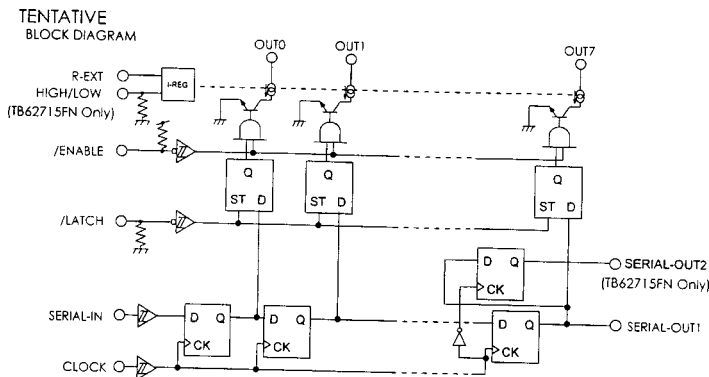 TENTATIVE
BLOCK DIAGRAM
OUT0
OUT1
OUT7
R-EXT
I-REG
HIGH/LOW
(TB62715FN Only)
/ENABLE
Q
ST D
Q
ST D
Q
ST D
/LATCH
D Q
CK
SERIAL-OUT2
(TB62715FN Only)
SERIAL-IN
D Q
CK
D Q
CK
D Q
CK
SERIAL-OUT1
CLOCK